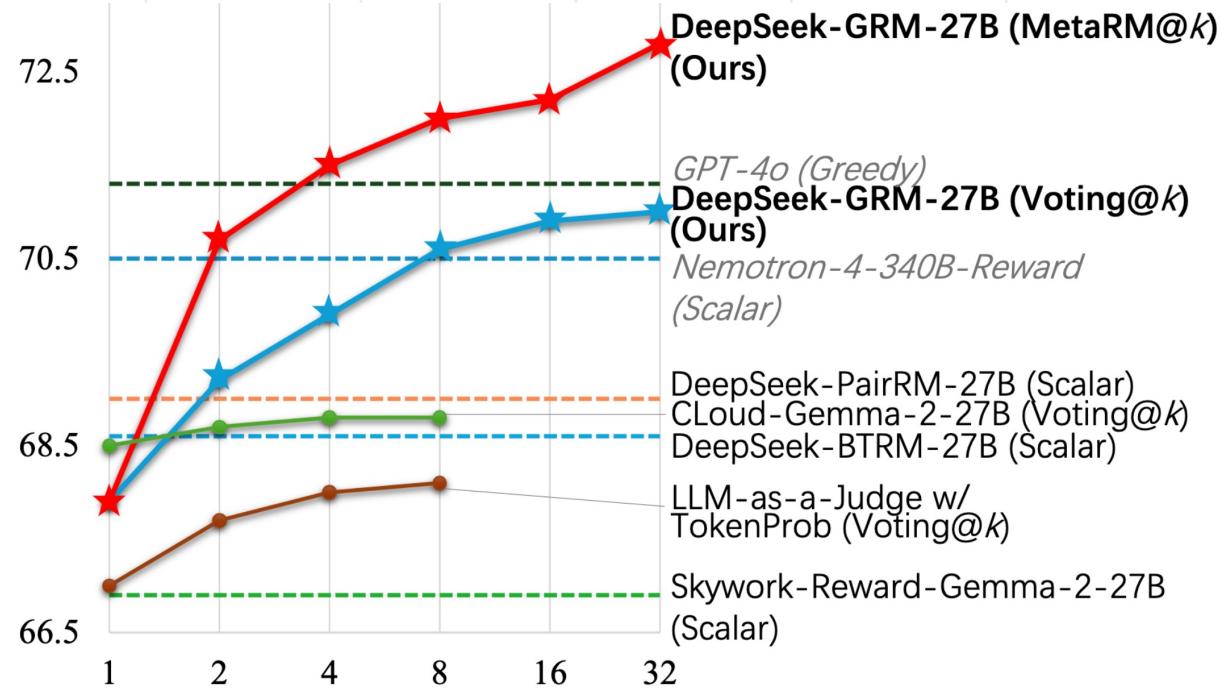 DeepSeek-GRM-27B (MetaRM@k)
(Ours)
72.5
GPT-4o (Greedy)
DeepSeek-GRM-27B (Voting@k)
(Ours)
70.5
Nemotron-4-340B-Reward
(Scalar)
DeepSeek-PairRM-27B (Scalar)
CLoud-Gemma-2-27B (Voting@k)
68.5
DeepSeek-BTRM-27B (Scalar)
LLM-as-a-Judge w/
TokenProb (Voting@k)
Skywork-Reward-Gemma-2-27B
(Scalar)
66.5
1 2 4 8 16 32